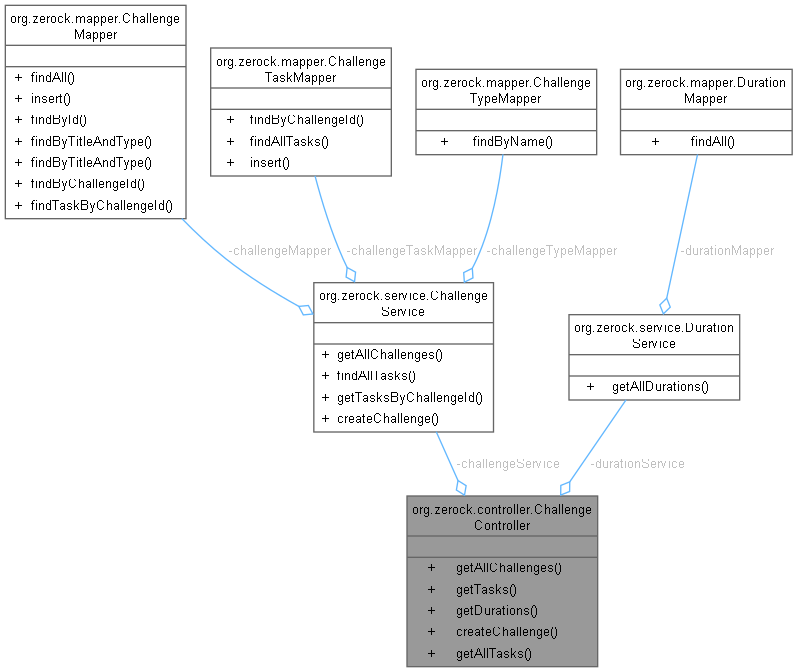 org.zerock.mapper.Challenge
Mapper
+ findAll()
+ insert()
+ findById()
+ findByTitleAndType()
+ findByTitleAndType()
+ findByChallengeId()
+ findTaskByChallengeId()
org.zerock.mapper.Challenge
TaskMapper
+ findByChallengeId()
+ findAllTasks()
+ insert()
org.zerock.mapper.Challenge
TypeMapper
+ findByName()
org.zerock.mapper.Duration
Mapper
+ findAll()
-challengeMapper
-challengeTaskMapper
-challengeTypeMapper
-durationMapper
org.zerock.service.Challenge
Service
+ getAllChallenges()
+ findAllTasks()
+ getTasksByChallengeId()
+ createChallenge()
org.zerock.service.Duration
Service
+ getAllDurations()
-challengeService
-durationService
org.zerock.controller.Challenge
Controller
+ getAllChallenges()
+ getTasks()
+ getDurations()
+ createChallenge()
+ getAllTasks()